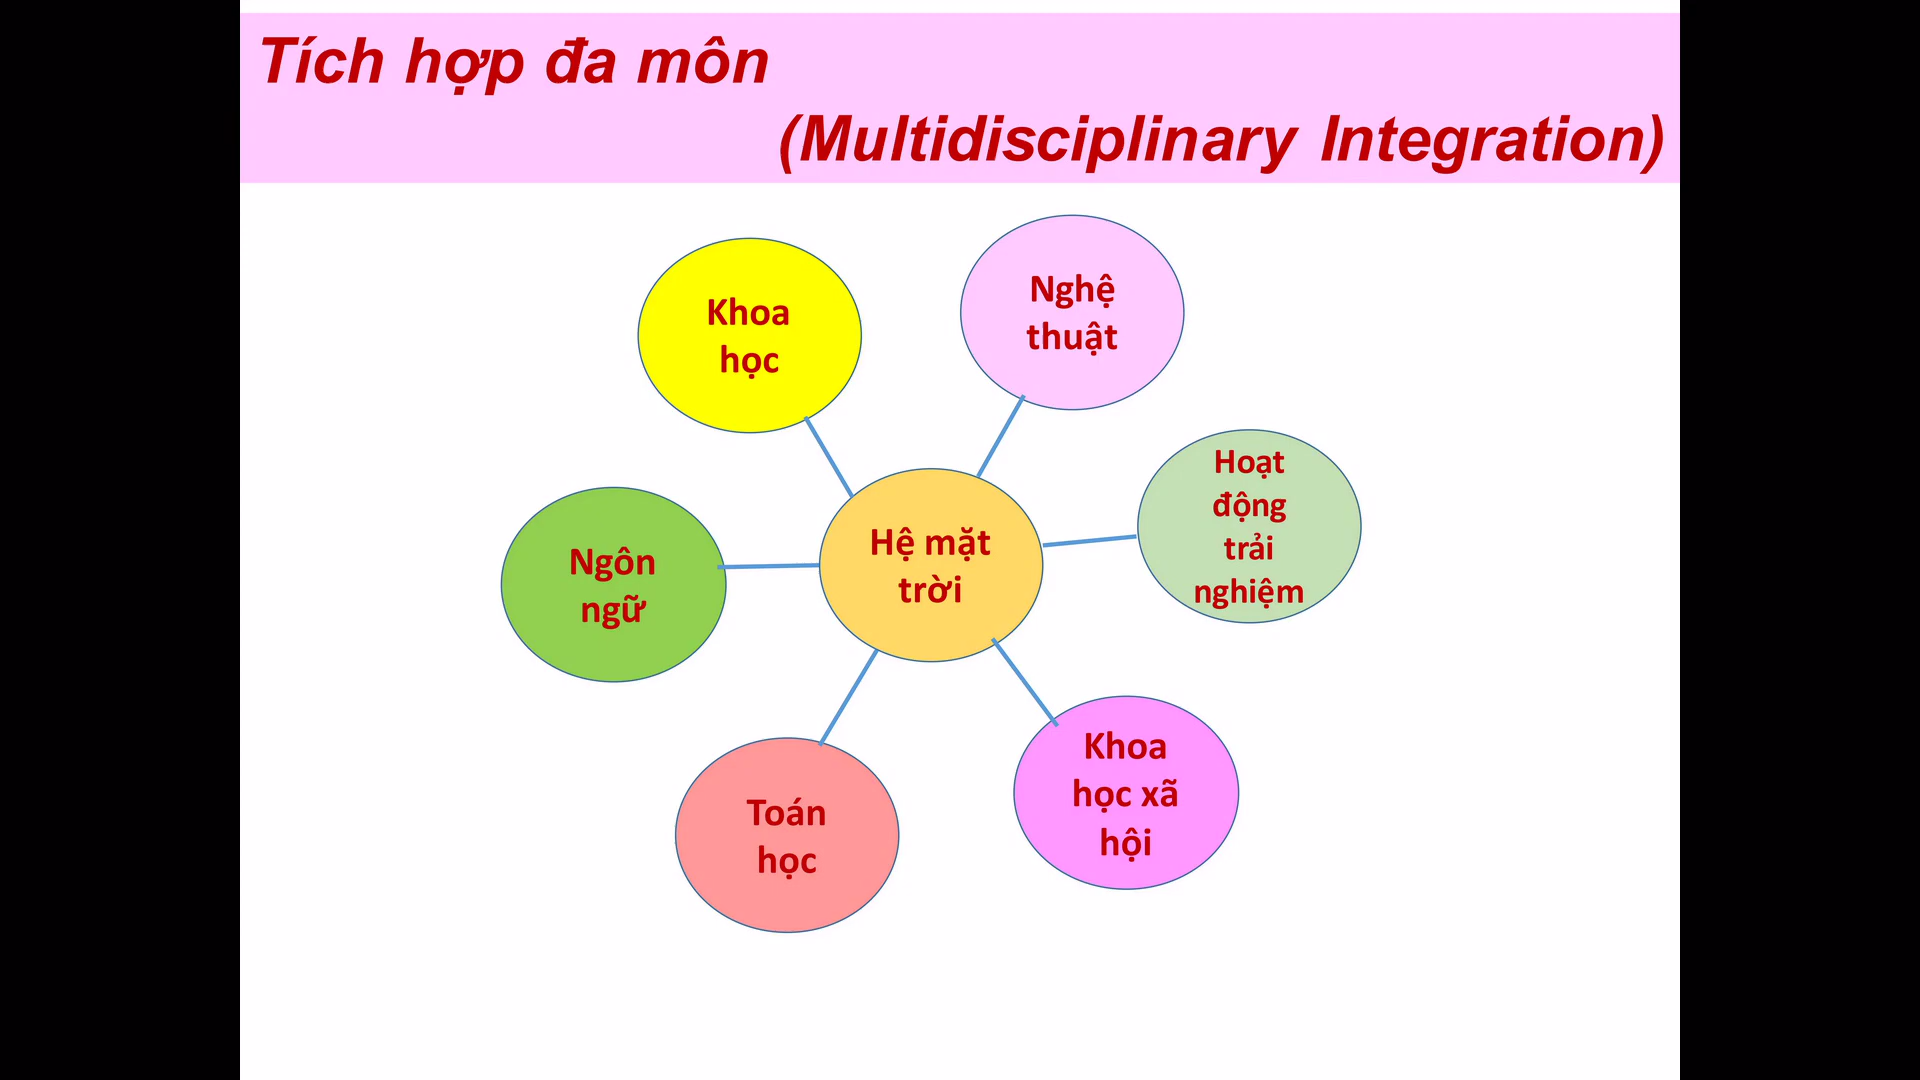 Tích hợp đa môn
(Multidisciplinary Integration)
Khoa
học
Nghệ
thuật
Hoạt
động
trải
nghiệm
Hệ mặt
trời
Ngôn
ngữ
Khoa
học xã
hội
Toán
học